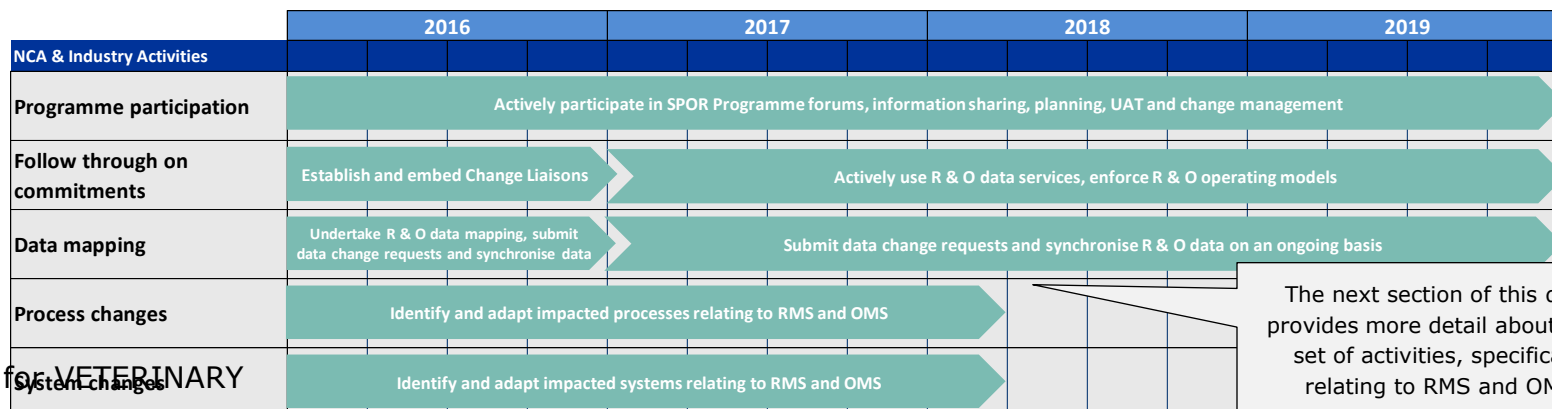 2016 2017 2018 2019
NCA & Industry Activities
Programme participation
Actively participate in SPOR Programme forums, information sharing, planning, UAT and change management
Follow through on
commitments
Establish and embed Change Liaisons
Actively use R & O data services, enforce R & O operating models
Data mapping
Undertake R & O data mapping, submit
data change requests and synchronise data
Submit data change requests and synchronise R & O data on an ongoing basis
Process changes
Identify and adapt impacted processes relating to RMS and OMS
The next section of this
provides more detail about
set of activities,
relating to RMS and
for VETERINARY
System changes
Identify and adapt impacted systems relating to RMS and OMS